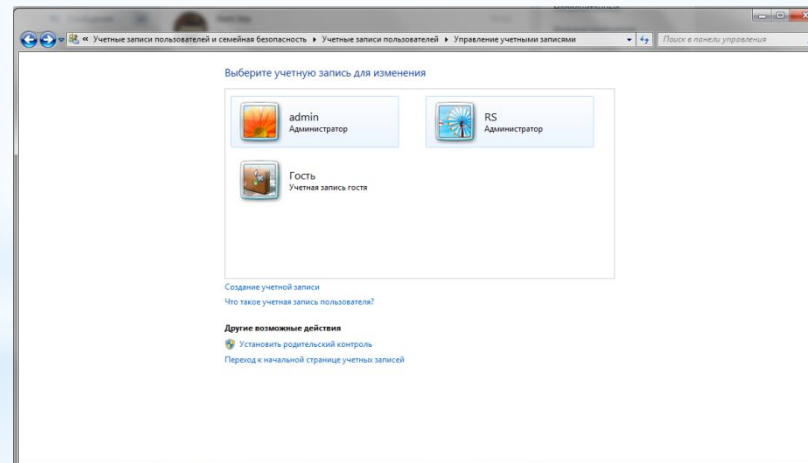 « Учетные записи пользователей и семейная безопасность ▸ Учетные записи пользователей ▸ Управление учетными записями
Поиск в панели управления
Выберите учетную запись для изменения
admin
Администратор
RS
Администратор
Гость
Учетная запись гостя
Создание учетной записи
Что такое учетная запись пользователя?
Другие возможные действия
Установить родительский контроль
Переход к начальной странице учетных записей